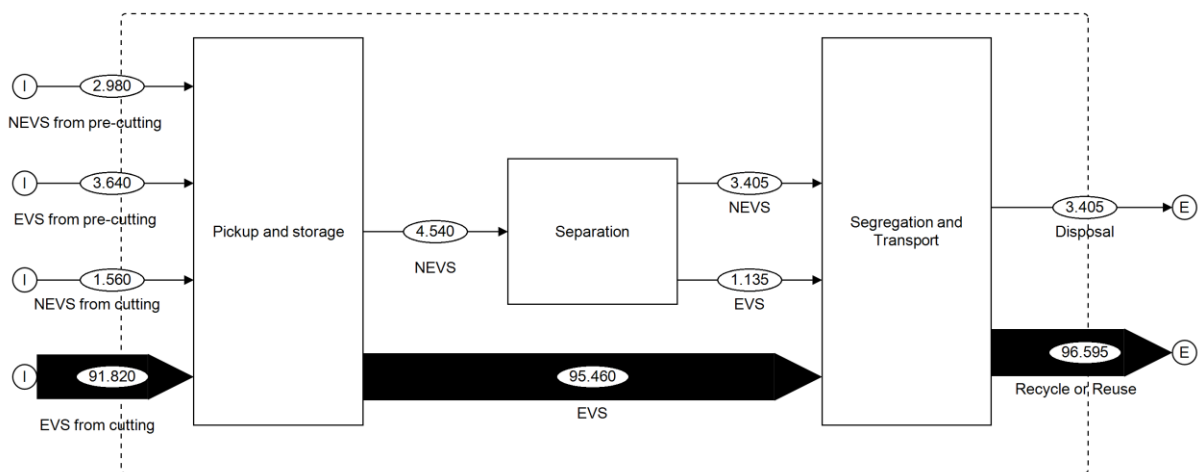 I
2.980
NEVS from pre-cutting
I
3.640
EVS from pre-cutting
I
1.560
NEVS from cutting
I
91.820
EVS from cutting
Pickup and storage
4.540
NEVS
95.460
EVS
Separation
3.405
NEVS
1.135
EVS
Segregation and
Transport
3.405
E
Disposal
96.595
E
Recycle or Reuse